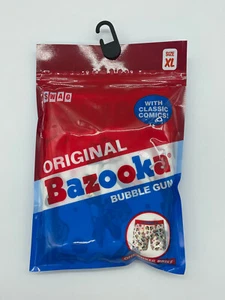 SIZE
XL
SWAG
WITH
CLASSIC
COMICS!
ORIGINAL
Bazooka
BUBBLE GUM